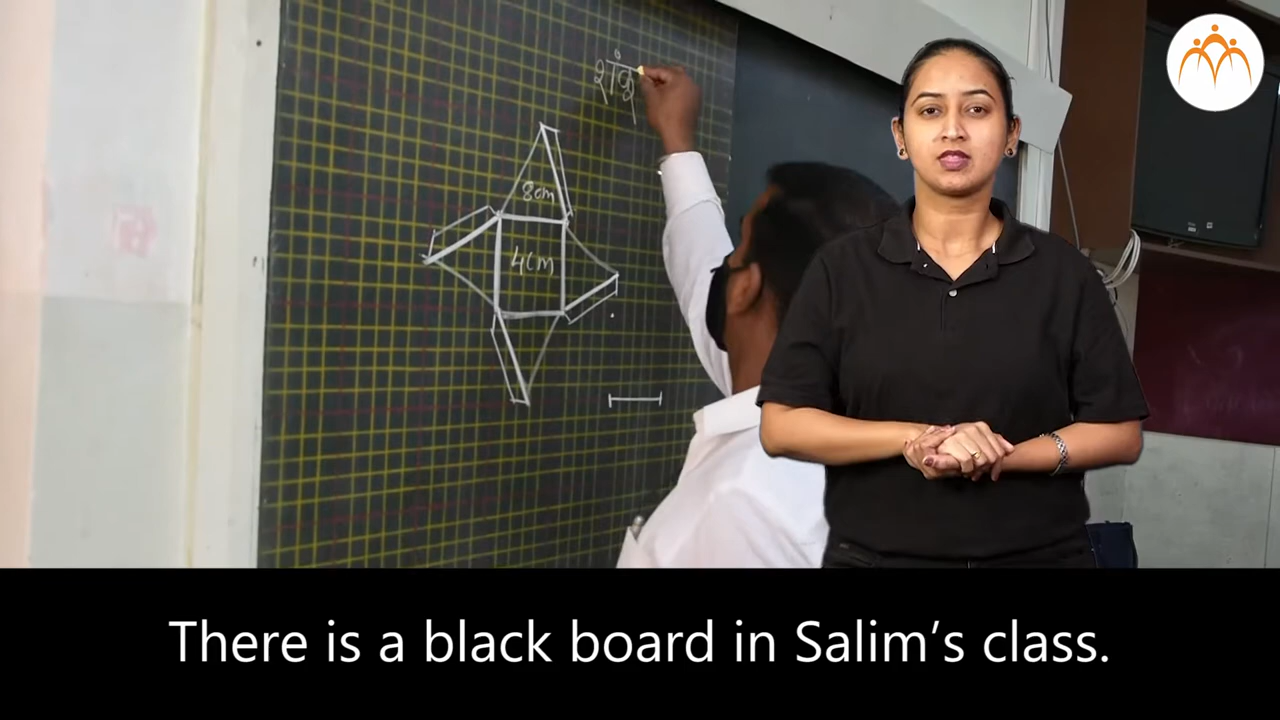 शंकू
8cm
4cm
There is a black board in Salim's class.